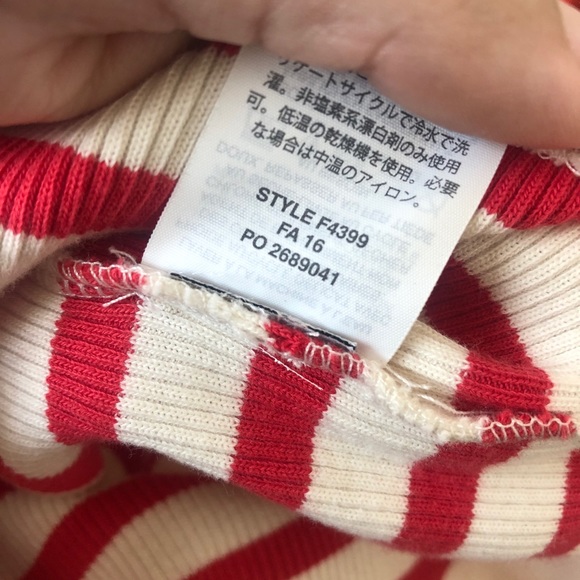 ケートサイクルで冷水で洗
濯。非塩素系漂白剤のみ使用
可。低温の乾燥機を使用。必要
な場合は中温のアイロン。
STYLE F4399
FA 16
PO 2689041